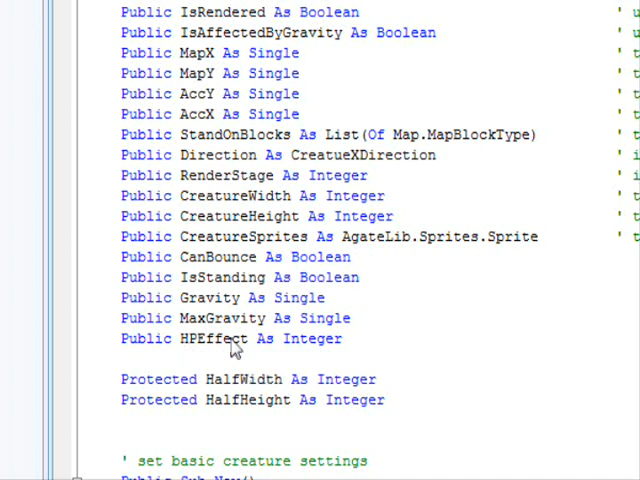 Public IsRendered As Boolean ' u
Public IsAffectedByGravity As Boolean ' u
Public MapX As Single ' t
Public MapY As Single ' t
Public AccY As Single ' t
Public AccX As Single ' t
Public StandOnBlocks As List(Of Map.MapBlockType) ' t
Public Direction As CreatueXDirection ' i
Public RenderStage As Integer ' i
Public CreatureWidth As Integer ' t
Public CreatureHeight As Integer ' t
Public CreatureSprites As AgateLib.Sprites.Sprite ' t
Public CanBounce As Boolean
Public IsStanding As Boolean
Public Gravity As Single
Public MaxGravity As Single
Public HPEffect As Integer
Protected HalfWidth As Integer
Protected HalfHeight As Integer
' set basic creature settings
Public Sub New()